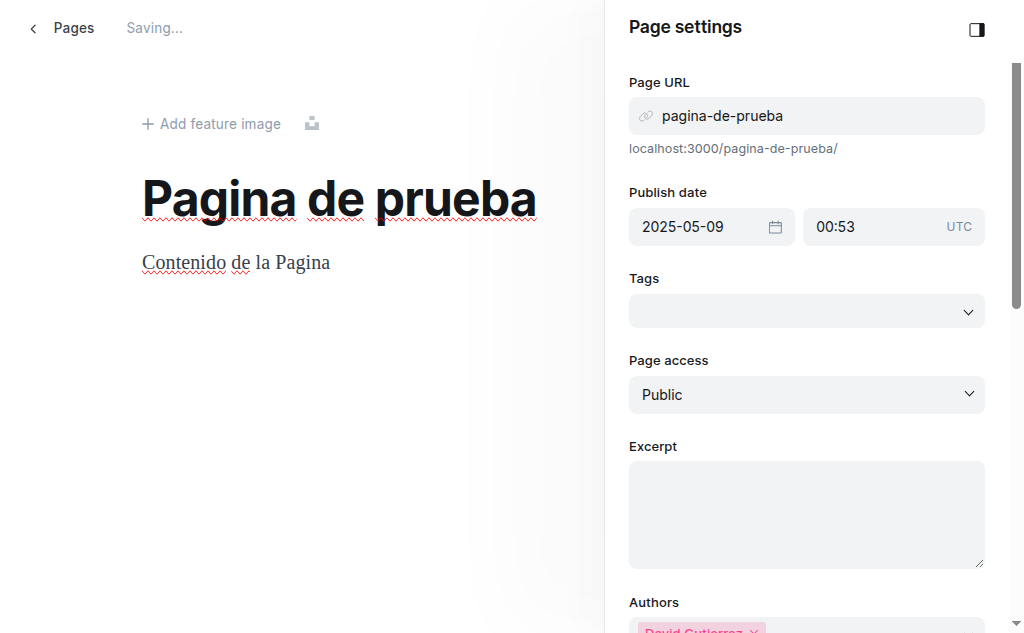 Pages Saving...
Page settings
Page URL
pagina-de-prueba
localhost:3000/pagina-de-prueba/
+ Add feature image
Pagina de prueba
Contenido de la Pagina
Publish date
2025-05-09 00:53 UTC
Tags
Page access
Public
Excerpt
Authors
David Gutierrez ×